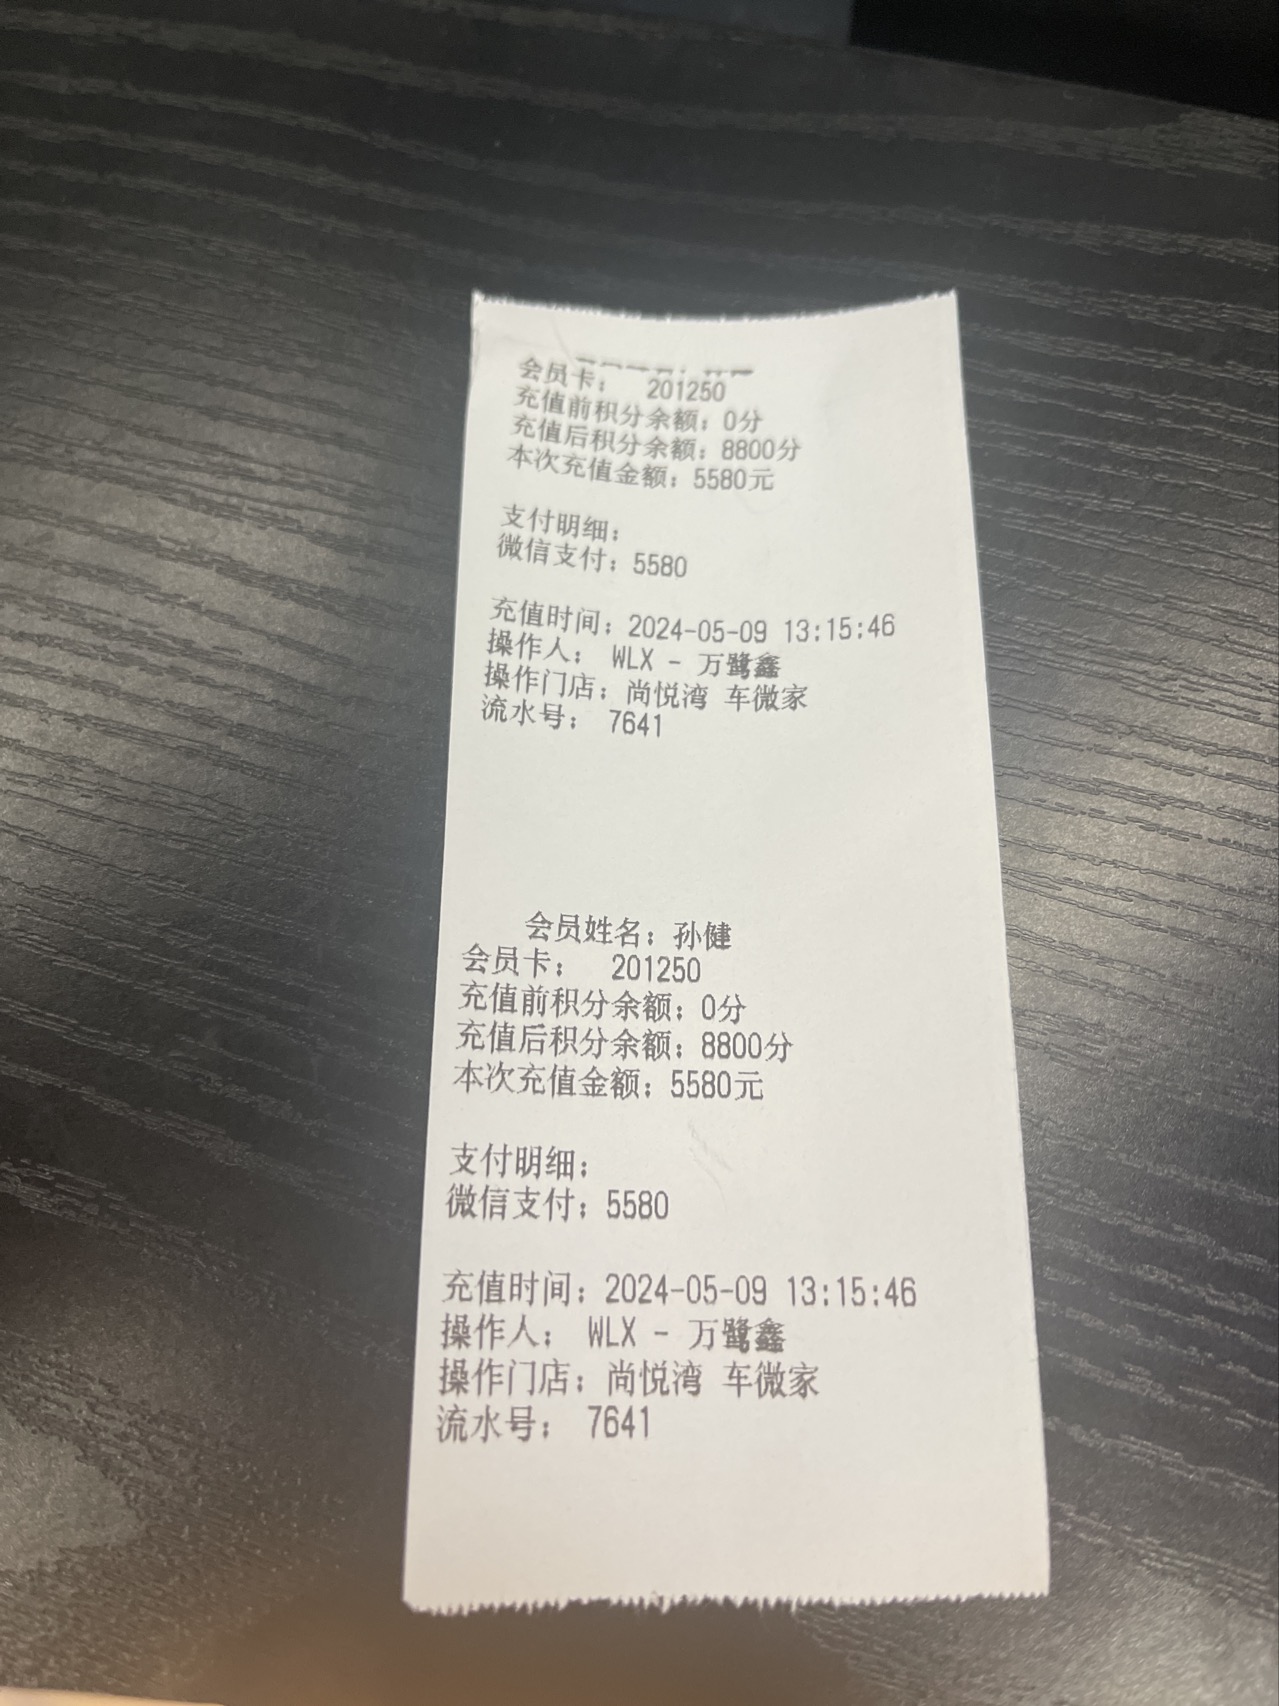 会员卡： 201250
充值前积分余额：0分
充值后积分余额：8800分
本次充值金额：5580元
支付明细：
微信支付：5580
充值时间：2024-05-09 13:15:46
操作人： WLX - 万鹭鑫
操作门店：尚悦湾 车微家
流水号： 7641
会员姓名：孙健
会员卡： 201250
充值前积分余额：0分
充值后积分余额：8800分
本次充值金额：5580元
支付明细：
微信支付：5580
充值时间：2024-05-09 13:15:46
操作人： WLX - 万鹭鑫
操作门店：尚悦湾 车微家
流水号： 7641